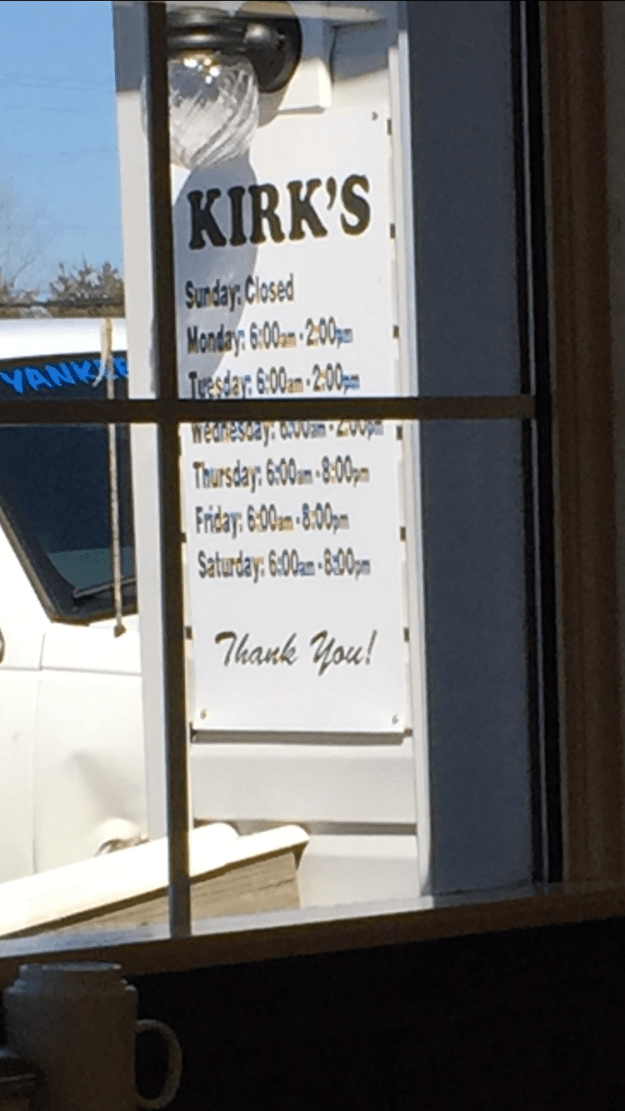 KIRK'S
Sunday: Closed
Monday: 6:00am - 2:00pm
Tuesday: 6:00am - 2:00pm
Wednesday: 6:00am - 2:00pm
Thursday: 6:00am - 8:00pm
Friday: 6:00am - 8:00pm
Saturday: 6:00am - 8:00pm
Thank You!
YANKEE